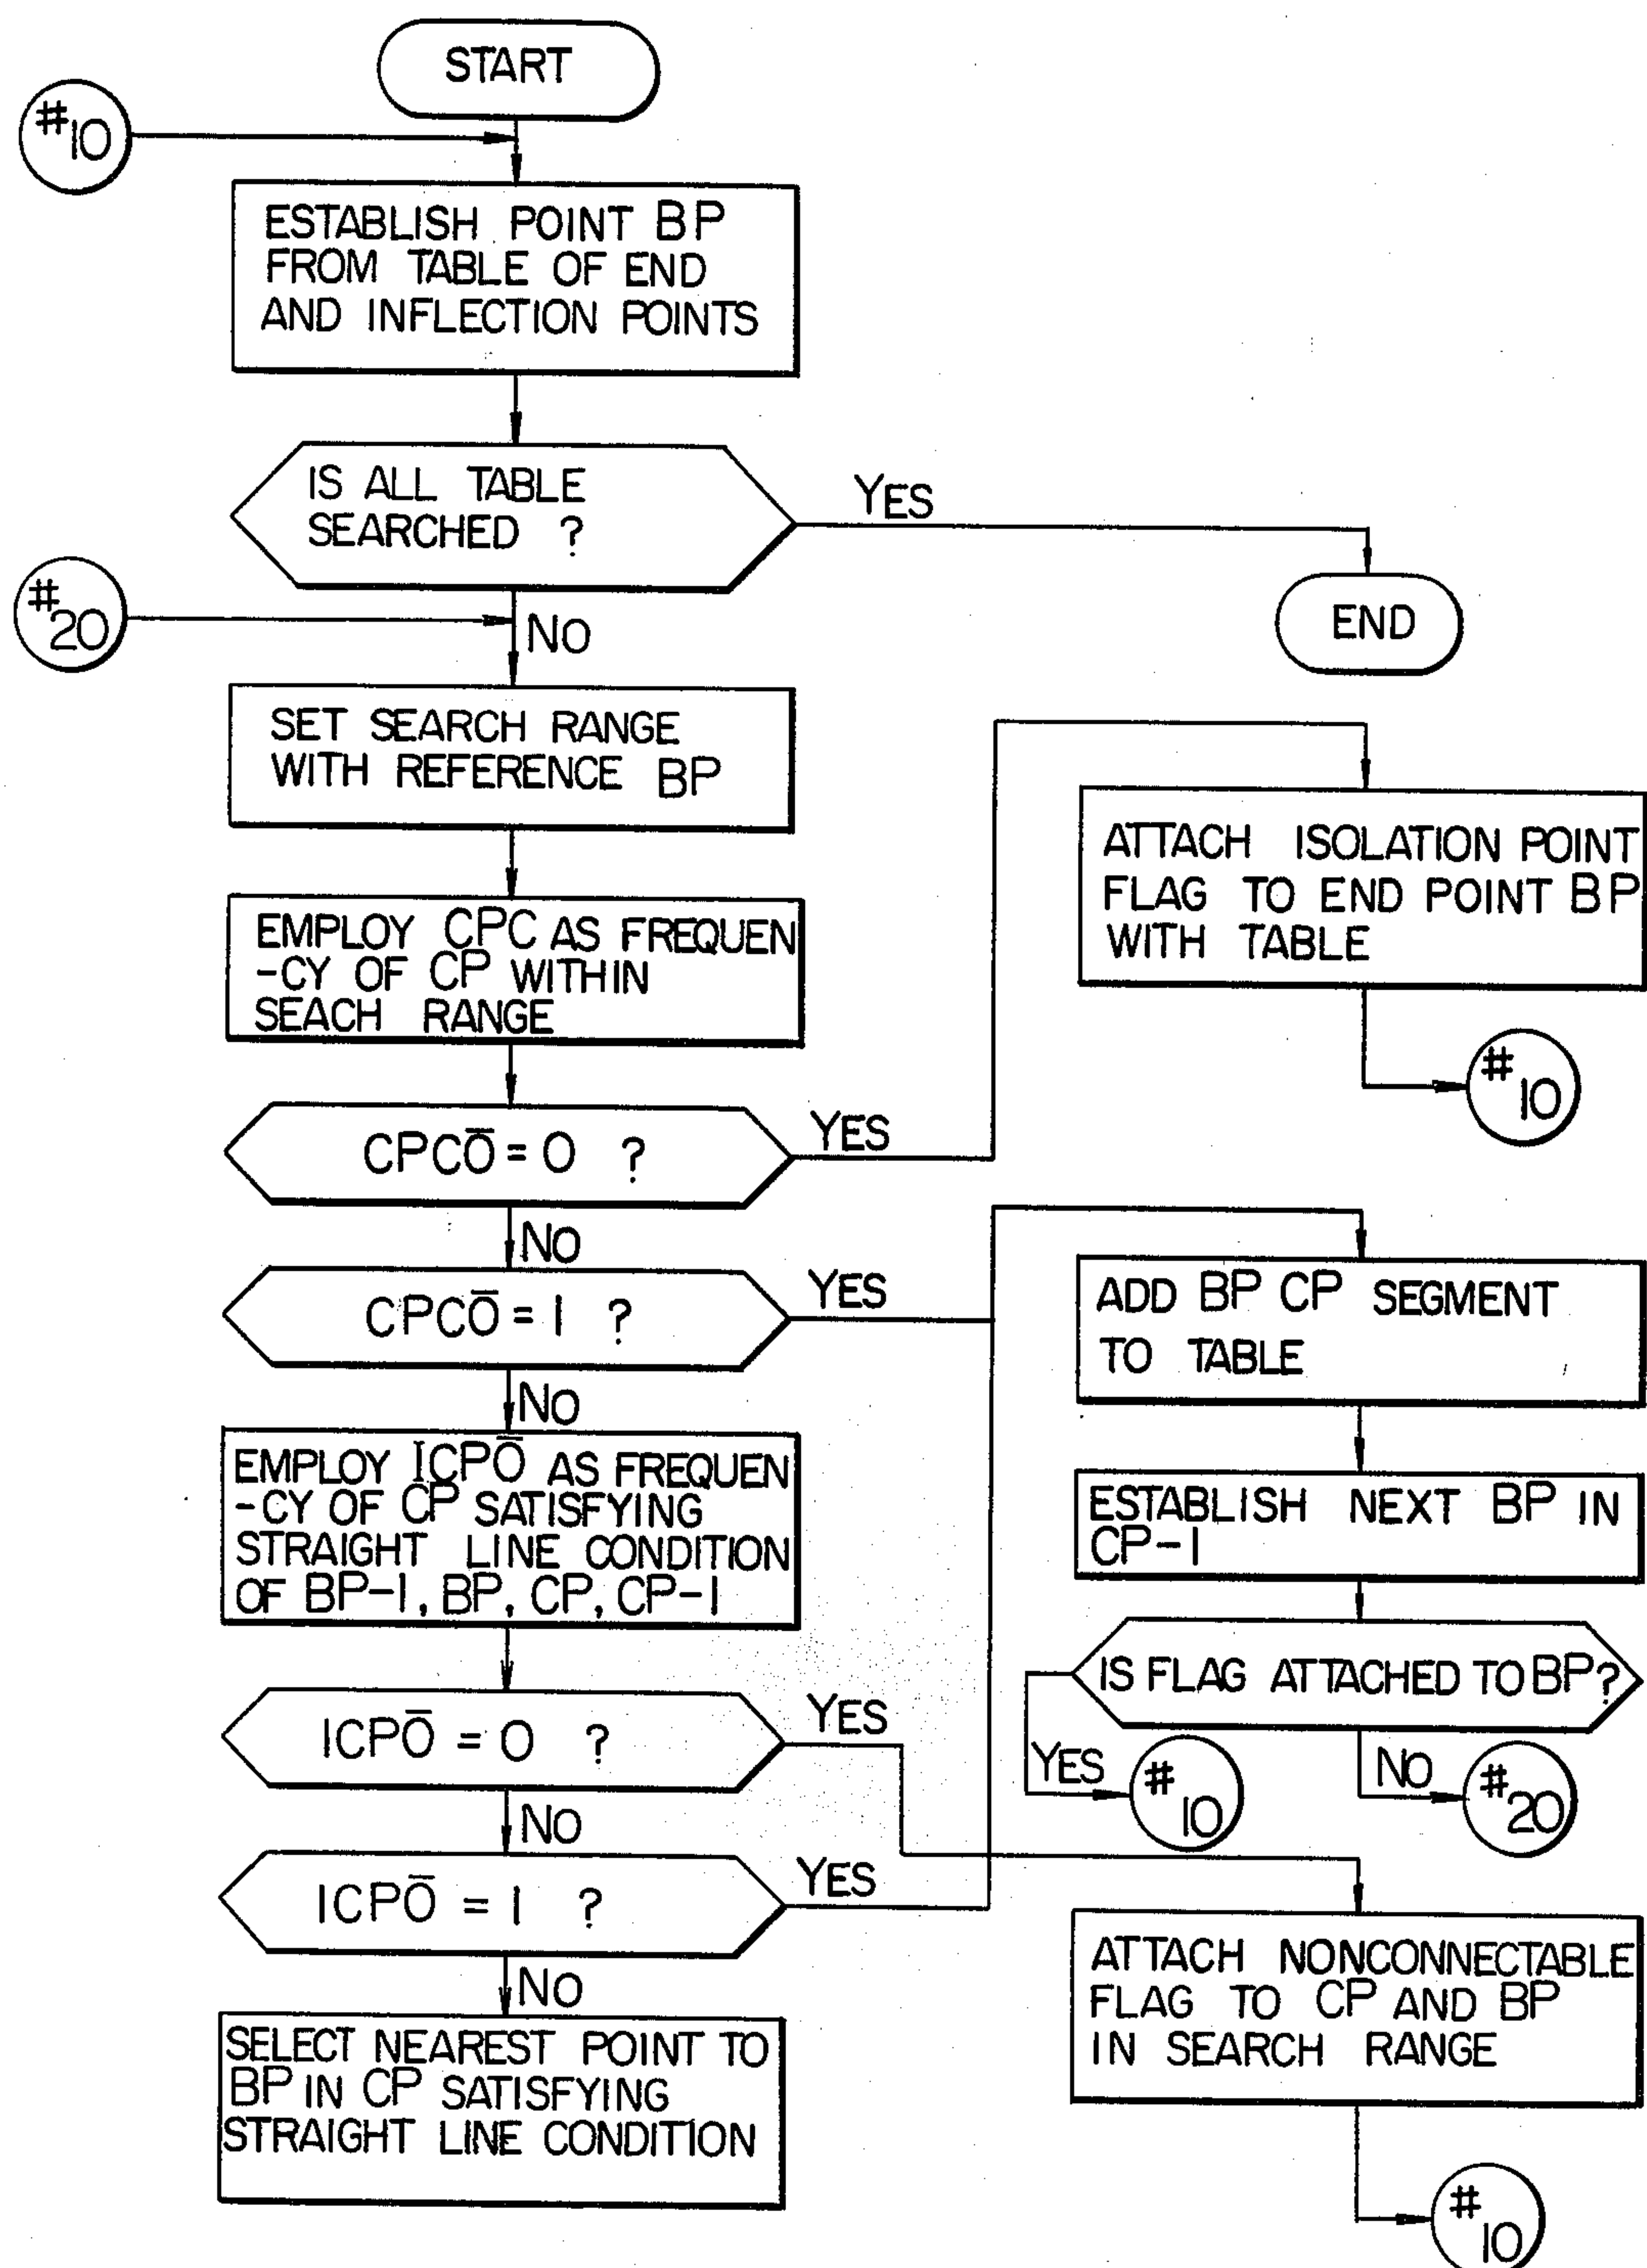 START
#10
ESTABLISH POINT BP
FROM TABLE OF END
AND INFLECTION POINTS
IS ALL TABLE
SEARCHED ?
YES
END
#20
NO
SET SEARCH RANGE
WITH REFERENCE BP
EMPLOY CPC AS FREQUEN
-CY OF CP WITHIN
SEACH RANGE
CPCŌ = 0 ?
YES
ATTACH ISOLATION POINT
FLAG TO END POINT BP
WITH TABLE
#10
NO
CPCŌ = 1 ?
YES
ADD BP CP SEGMENT
TO TABLE
ESTABLISH NEXT BP IN
CP-1
IS FLAG ATTACHED TO BP?
YES
#10
NO
#20
NO
EMPLOY ICPŌ AS FREQUEN
-CY OF CP SATISFYING
STRAIGHT LINE CONDITION
OF BP-1, BP, CP, CP-1
ICPŌ = 0 ?
YES
NO
ICPŌ = 1 ?
YES
ATTACH NONCONNECTABLE
FLAG TO CP AND BP
IN SEARCH RANGE
#10
NO
SELECT NEAREST POINT TO
BP IN CP SATISFYING
STRAIGHT LINE CONDITION